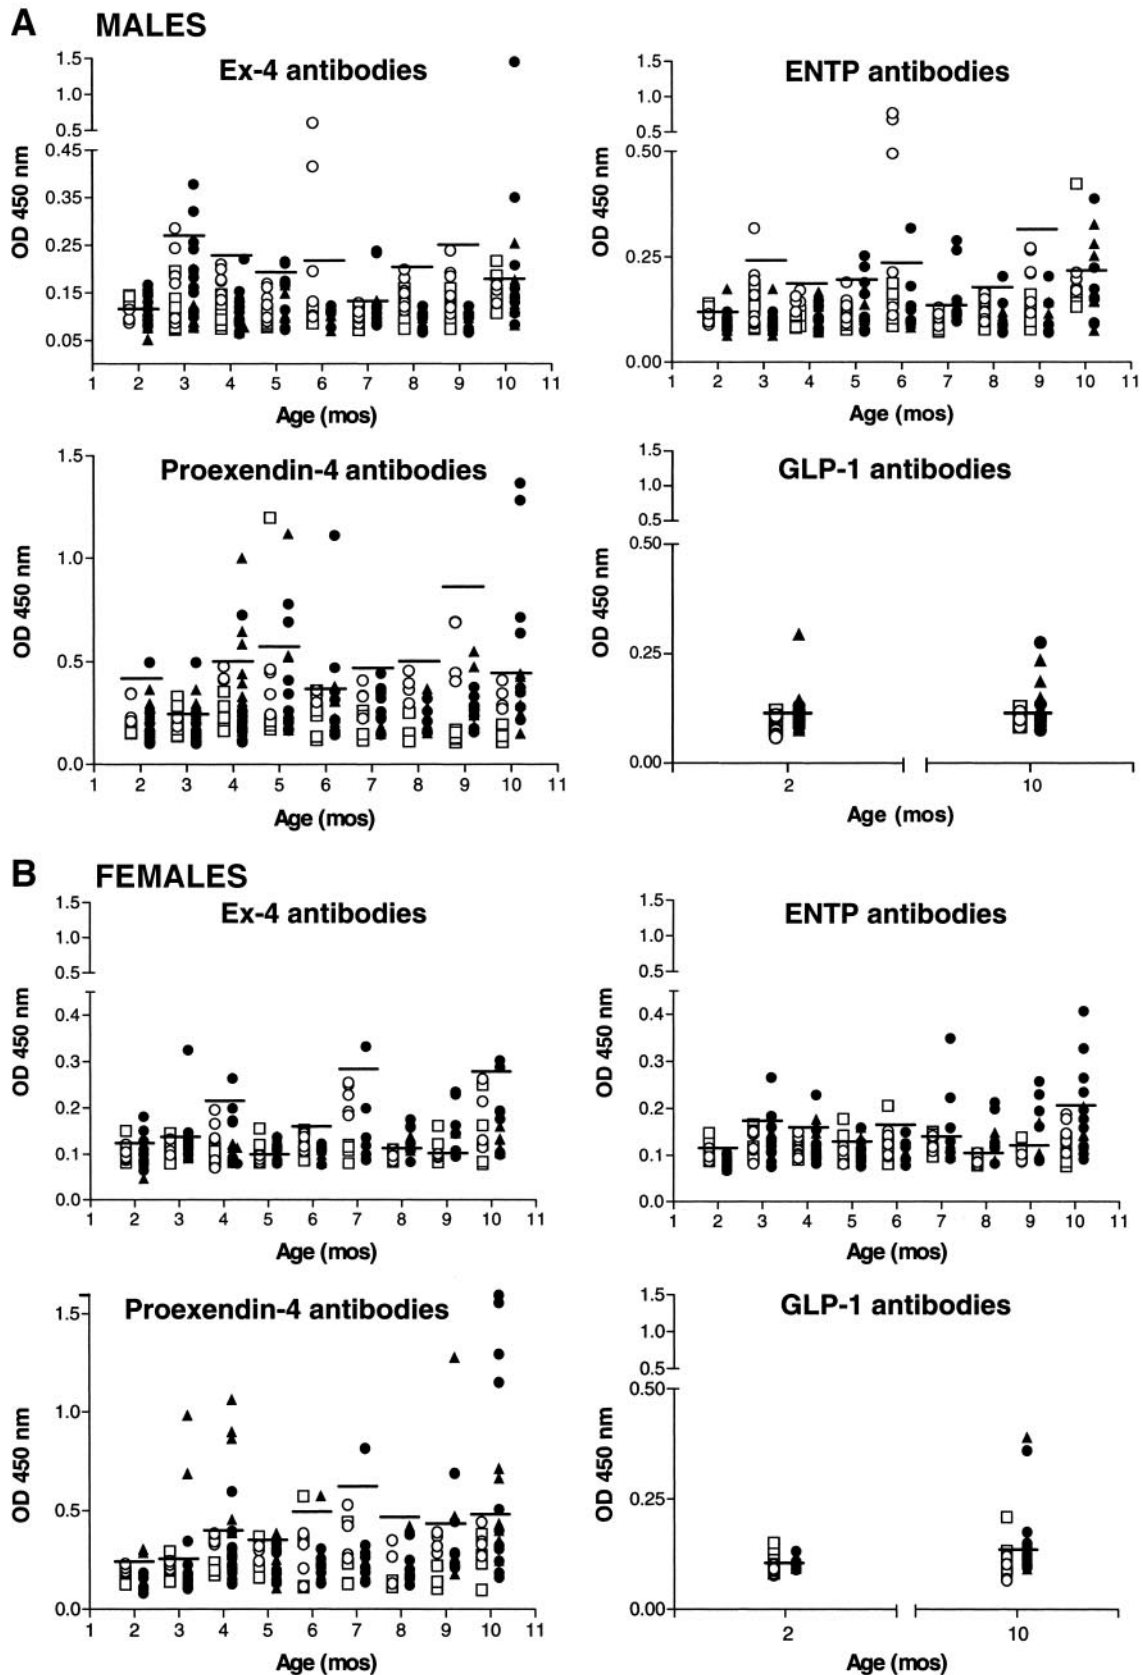 A MALES
Ex-4 antibodies
OD 450 nm
1.5
1.0
0.5
0.45
0.35
0.25
0.15
0.05
1 2 3 4 5 6 7 8 9 10 11
Age (mos)
ENTP antibodies
OD 450 nm
1.5
1.0
0.5
0.50
0.25
0.00
1 2 3 4 5 6 7 8 9 10 11
Age (mos)
Proexendin-4 antibodies
OD 450 nm
1.5
1.0
0.5
0.0
1 2 3 4 5 6 7 8 9 10 11
Age (mos)
GLP-1 antibodies
OD 450 nm
1.5
1.0
0.5
0.50
0.25
0.00
2 10
Age (mos)
B FEMALES
Ex-4 antibodies
OD 450 nm
1.5
1.0
0.5
0.4
0.3
0.2
0.1
0.0
1 2 3 4 5 6 7 8 9 10 11
Age (mos)
ENTP antibodies
OD 450 nm
1.5
1.0
0.5
0.4
0.3
0.2
0.1
0.0
1 2 3 4 5 6 7 8 9 10 11
Age (mos)
Proexendin-4 antibodies
OD 450 nm
1.5
1.0
0.5
0.0
1 2 3 4 5 6 7 8 9 10 11
Age (mos)
GLP-1 antibodies
OD 450 nm
1.5
1.0
0.5
0.50
0.25
0.00
2 10
Age (mos)